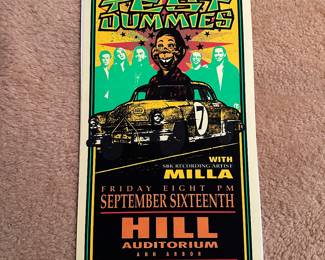 TEST
DUMMIES
7
WITH
SBK RECORDING ARTIST
MILLA
FRIDAY EIGHT PM
SEPTEMBER SIXTEENTH
HILL
AUDITORIUM
ANN ARBOR